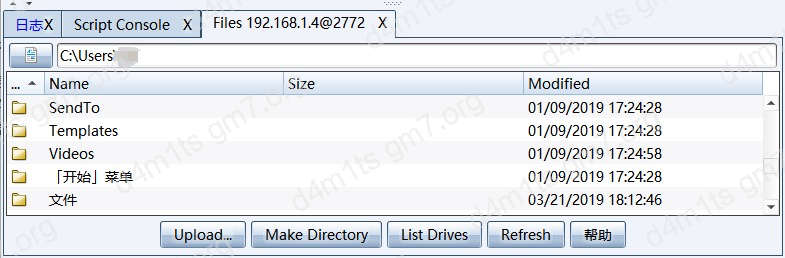 日志X Script Console X Files 192.168.1.4@2772 X
C:\Users\
... Name Size Modified
SendTo 01/09/2019 17:24:28
Templates 01/09/2019 17:24:28
Videos 01/09/2019 17:24:58
「开始」菜单 01/09/2019 17:24:28
文件 03/21/2019 18:12:46
Upload... Make Directory List Drives Refresh 帮助
d4m1ts gm7.org